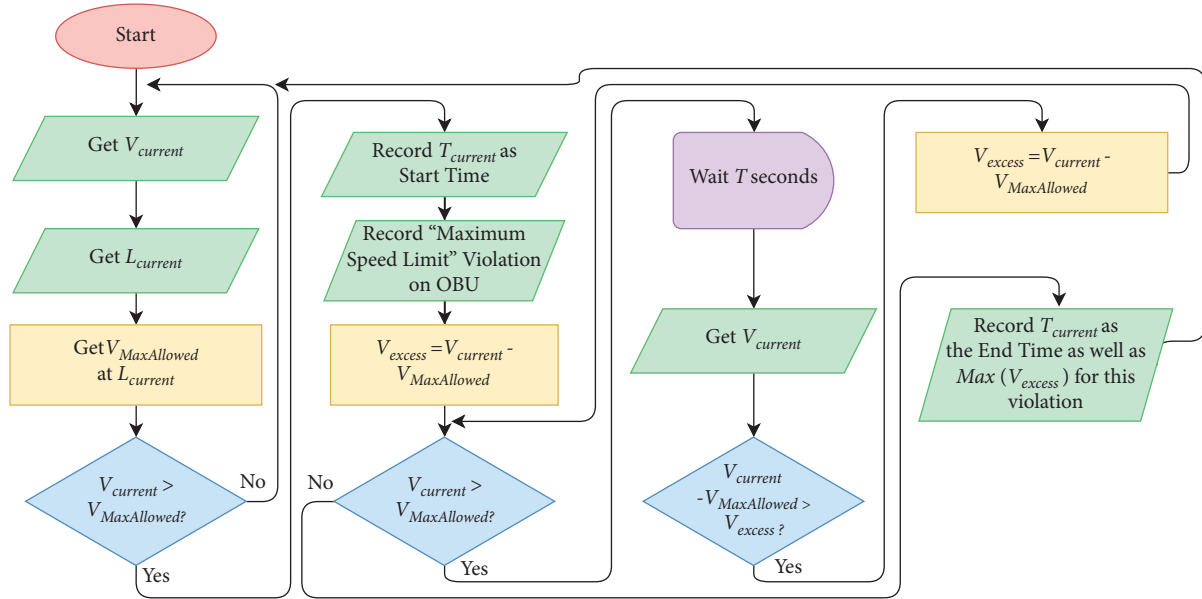 Start
Get V_current
Get L_current
GetV_MaxAllowed
at L_current
V_current >
V_MaxAllowed?
No
Yes
Record T_current as
Start Time
Record “Maximum
Speed Limit” Violation
on OBU
V_excess = V_current -
V_MaxAllowed
V_current >
V_MaxAllowed?
No
Yes
Wait T seconds
Get V_current
V_current
-V_MaxAllowed >
V_excess ?
Yes
V_excess = V_current -
V_MaxAllowed
Record T_current as
the End Time as well as
Max (V_excess) for this
violation